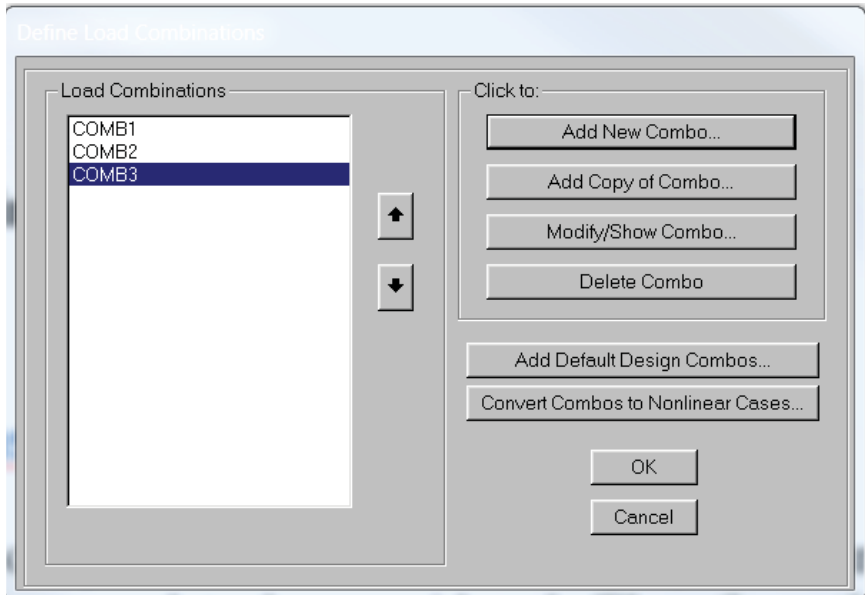 Define Load Combinations
Load Combinations
COMB1
COMB2
COMB3
Click to:
Add New Combo...
Add Copy of Combo...
Modify/Show Combo...
Delete Combo
Add Default Design Combos...
Convert Combos to Nonlinear Cases...
OK
Cancel